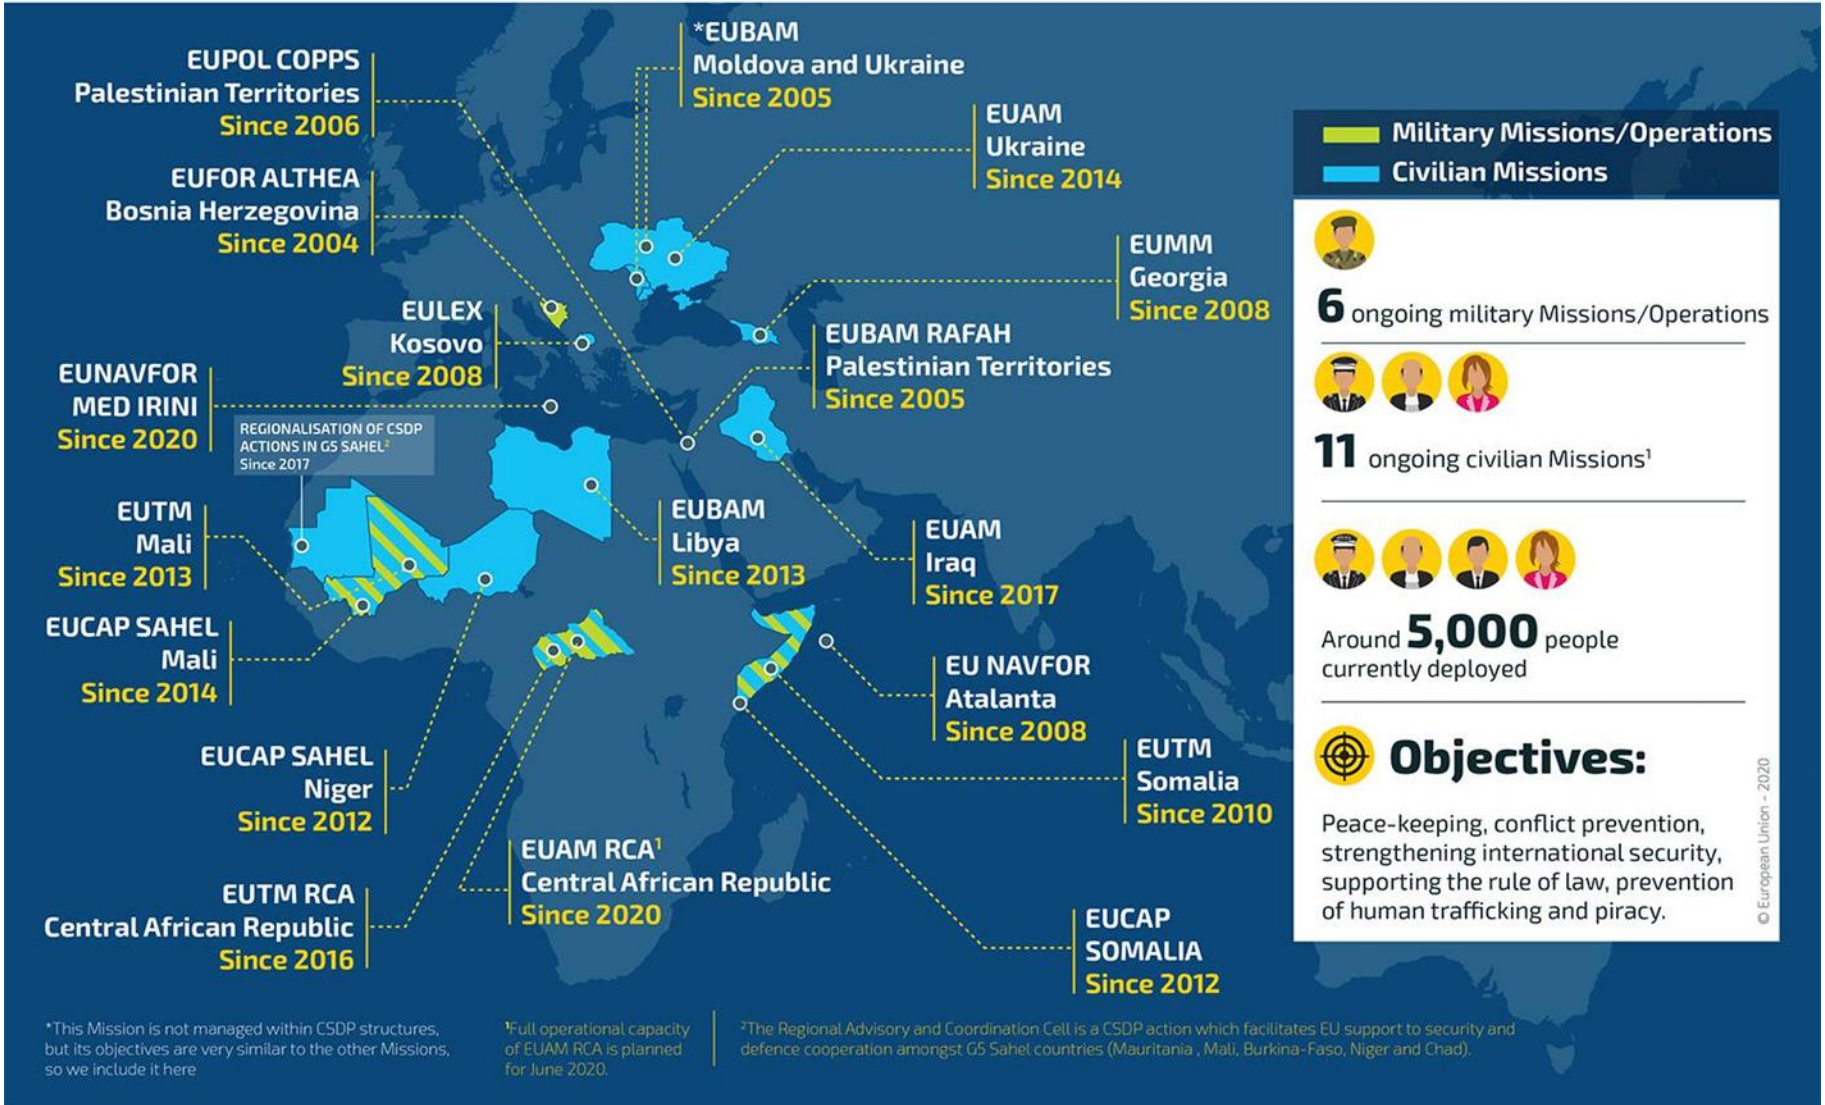 EUPOL COPPS
Palestinian Territories
Since 2006
*EUBAM
Moldova and Ukraine
Since 2005
EUAM
Ukraine
Since 2014
EUFOR ALTHEA
Bosnia Herzegovina
Since 2004
EUMM
Georgia
Since 2008
EULEX
Kosovo
Since 2008
EUBAM RAFAH
Palestinian Territories
Since 2005
EUNAVFOR
MED IRINI
Since 2020
REGIONALISATION OF CSDP
ACTIONS IN G5 SAHEL²
Since 2017
EUTM
Mali
Since 2013
EUBAM
Libya
Since 2013
EUAM
Iraq
Since 2017
EUCAP SAHEL
Mali
Since 2014
EU NAVFOR
Atalanta
Since 2008
EUCAP SAHEL
Niger
Since 2012
EUTM
Somalia
Since 2010
EUAM RCA¹
Central African Republic
Since 2020
EUTM RCA
Central African Republic
Since 2016
EUCAP
SOMALIA
Since 2012
Military Missions/Operations
Civilian Missions
6 ongoing military Missions/Operations
11 ongoing civilian Missions¹
Around 5,000 people
currently deployed
Objectives:
Peace-keeping, conflict prevention,
strengthening international security,
supporting the rule of law, prevention
of human trafficking and piracy.
© European Union - 2020
*This Mission is not managed within CSDP structures,
but its objectives are very similar to the other Missions,
so we include it here
¹Full operational capacity
of EUAM RCA is planned
for June 2020.
²The Regional Advisory and Coordination Cell is a CSDP action which facilitates EU support to security and
defence cooperation amongst G5 Sahel countries (Mauritania , Mali, Burkina-Faso, Niger and Chad).